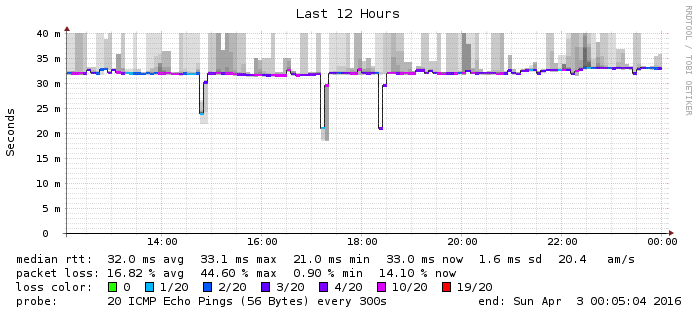 Last 12 Hours
RRDTOOL / TOBI OETIKER
Seconds
40 m
35 m
30 m
25 m
20 m
15 m
10 m
5 m
0
14:00 16:00 18:00 20:00 22:00 00:00
median rtt: 32.0 ms avg 33.1 ms max 21.0 ms min 33.0 ms now 1.6 ms sd 20.4 am/s
packet loss: 16.82 % avg 44.60 % max 0.90 % min 14.10 % now
loss color: 0 1/20 2/20 3/20 4/20 10/20 19/20
probe: 20 ICMP Echo Pings (56 Bytes) every 300s end: Sun Apr 3 00:05:04 2016